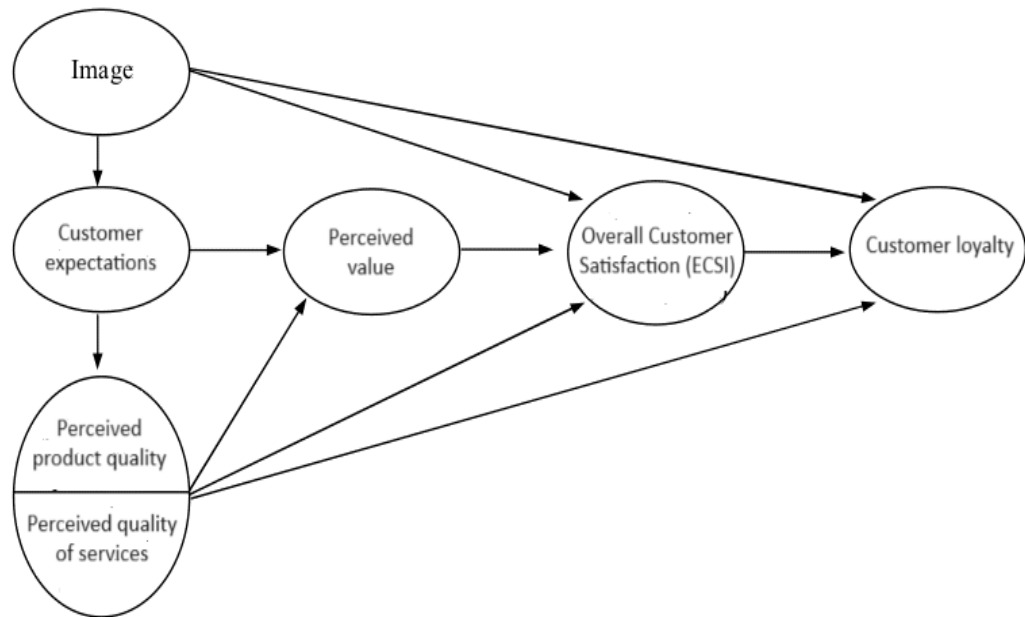 Image
Customer
expectations
Perceived
value
Overall Customer
Satisfaction (ECSI)
Customer loyalty
Perceived
product quality
Perceived quality
of services